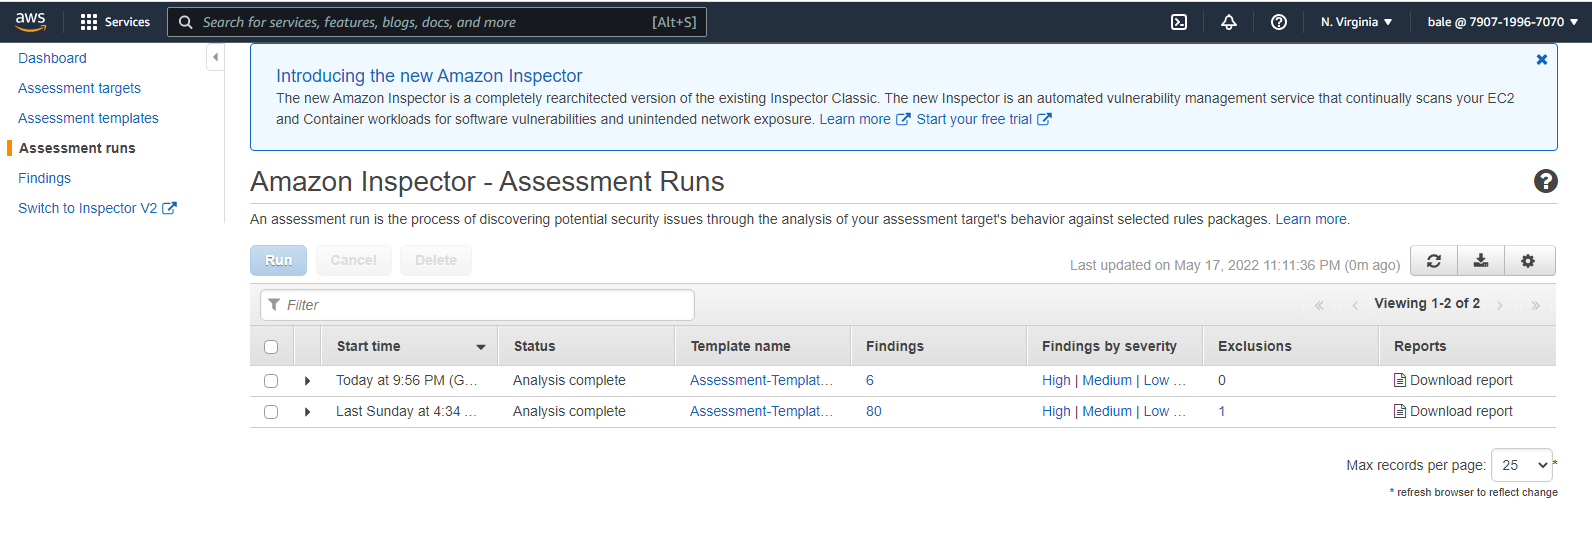 aws Services Search for services, features, blogs, docs, and more [Alt+S] N. Virginia bale @ 7907-1996-7070
Dashboard
Assessment targets
Assessment templates
Assessment runs
Findings
Switch to Inspector V2
Introducing the new Amazon Inspector
The new Amazon Inspector is a completely rearchitected version of the existing Inspector Classic. The new Inspector is an automated vulnerability management service that continually scans your EC2
and Container workloads for software vulnerabilities and unintended network exposure. Learn more Start your free trial
Amazon Inspector - Assessment Runs
An assessment run is the process of discovering potential security issues through the analysis of your assessment target's behavior against selected rules packages. Learn more.
Run Cancel Delete Last updated on May 17, 2022 11:11:36 PM (0m ago)
Filter Viewing 1-2 of 2
Start time Status Template name Findings Findings by severity Exclusions Reports
Today at 9:56 PM (G... Analysis complete Assessment-Templat... 6 High | Medium | Low ... 0 Download report
Last Sunday at 4:34 ... Analysis complete Assessment-Templat... 80 High | Medium | Low ... 1 Download report
Max records per page: 25 *
* refresh browser to reflect change